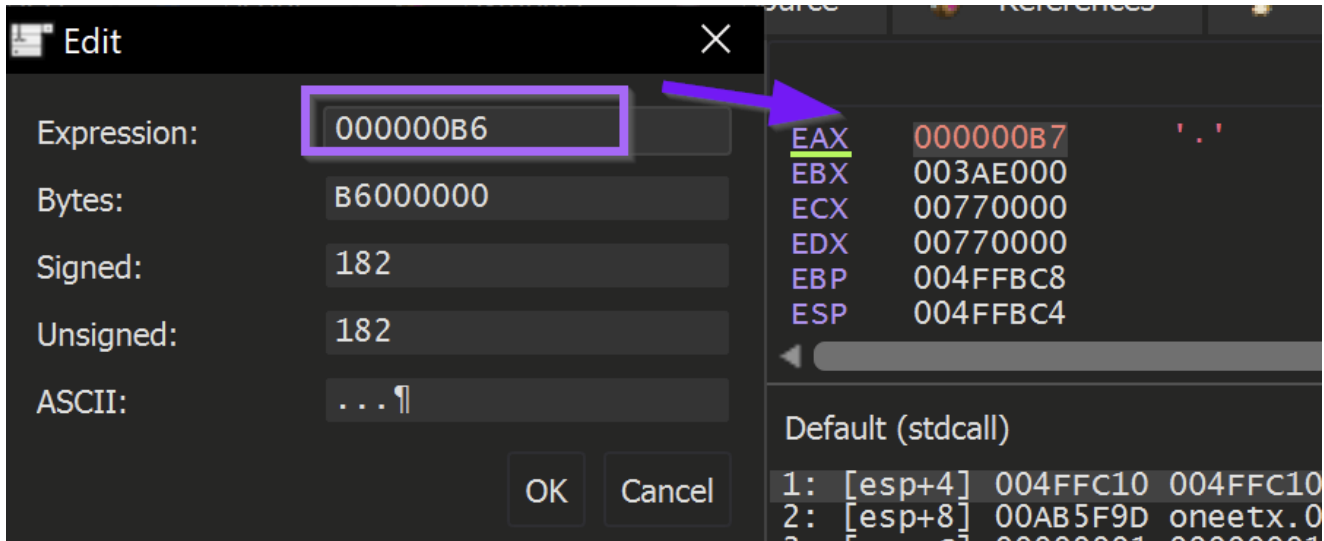 References
Edit
Expression: 000000B6
Bytes: B6000000
Signed: 182
Unsigned: 182
ASCII: ...¶
OK Cancel
EAX 000000B7 '.'
EBX 003AE000
ECX 00770000
EDX 00770000
EBP 004FFBC8
ESP 004FFBC4
Default (stdcall)
1: [esp+4] 004FFC10 004FFC10
2: [esp+8] 00AB5F9D oneetx.0